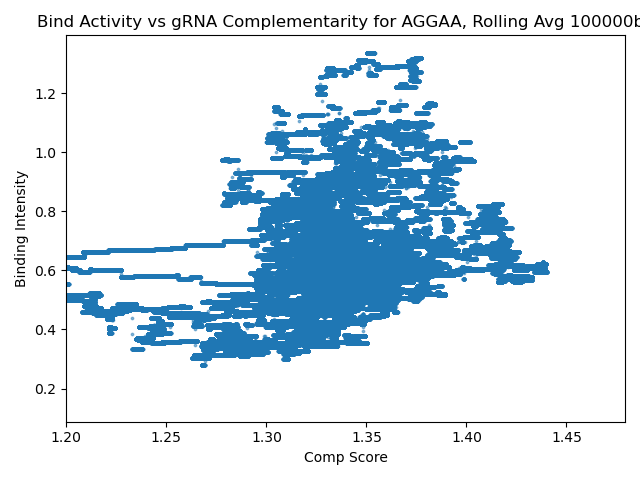 Bind Activity vs gRNA Complementarity for AGGAA, Rolling Avg 100000b
1.2
1.0
0.8
0.6
0.4
0.2
Binding Intensity
1.20 1.25 1.30 1.35 1.40 1.45
Comp Score